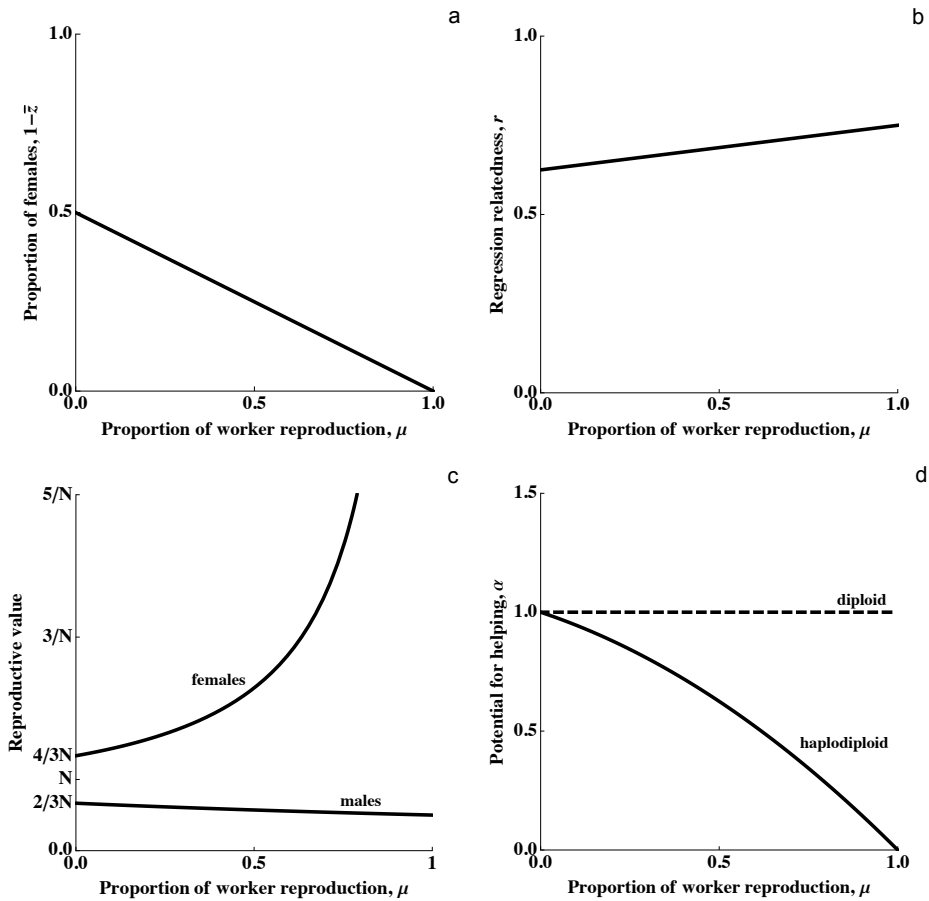 a
1.0
0.5
0.0
0.0
0.5
1.0
Proportion of females, 1−z̄
Proportion of worker reproduction, μ
b
1.0
0.5
0.0
0.0
0.5
1.0
Regression relatedness, r
Proportion of worker reproduction, μ
c
5/N
3/N
4/3N
N
2/3N
0.0
0.0
0.5
1
Reproductive value
females
males
Proportion of worker reproduction, μ
d
1.5
1.0
0.5
0.0
0.0
0.5
1.0
Potential for helping, α
diploid
haplodiploid
Proportion of worker reproduction, μ